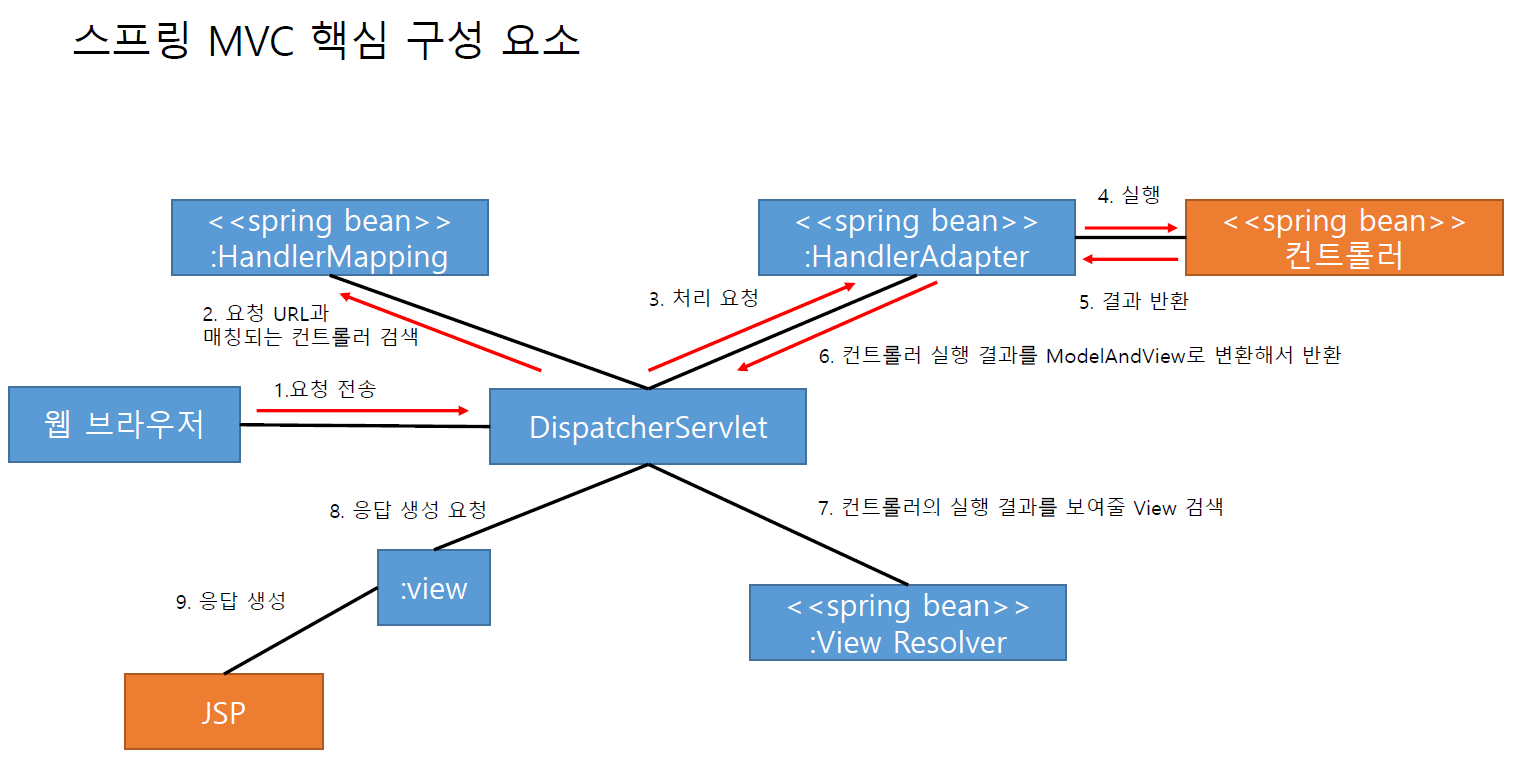 스프링 MVC 핵심 구성 요소
<<spring bean>>
:HandlerMapping
<<spring bean>>
:HandlerAdapter
4. 실행
<<spring bean>>
컨트롤러
5. 결과 반환
2. 요청 URL과
매칭되는 컨트롤러 검색
3. 처리 요청
6. 컨트롤러 실행 결과를 ModelAndView로 변환해서 반환
1.요청 전송
웹 브라우저
DispatcherServlet
8. 응답 생성 요청
7. 컨트롤러의 실행 결과를 보여줄 View 검색
:view
9. 응답 생성
<<spring bean>>
:View Resolver
JSP